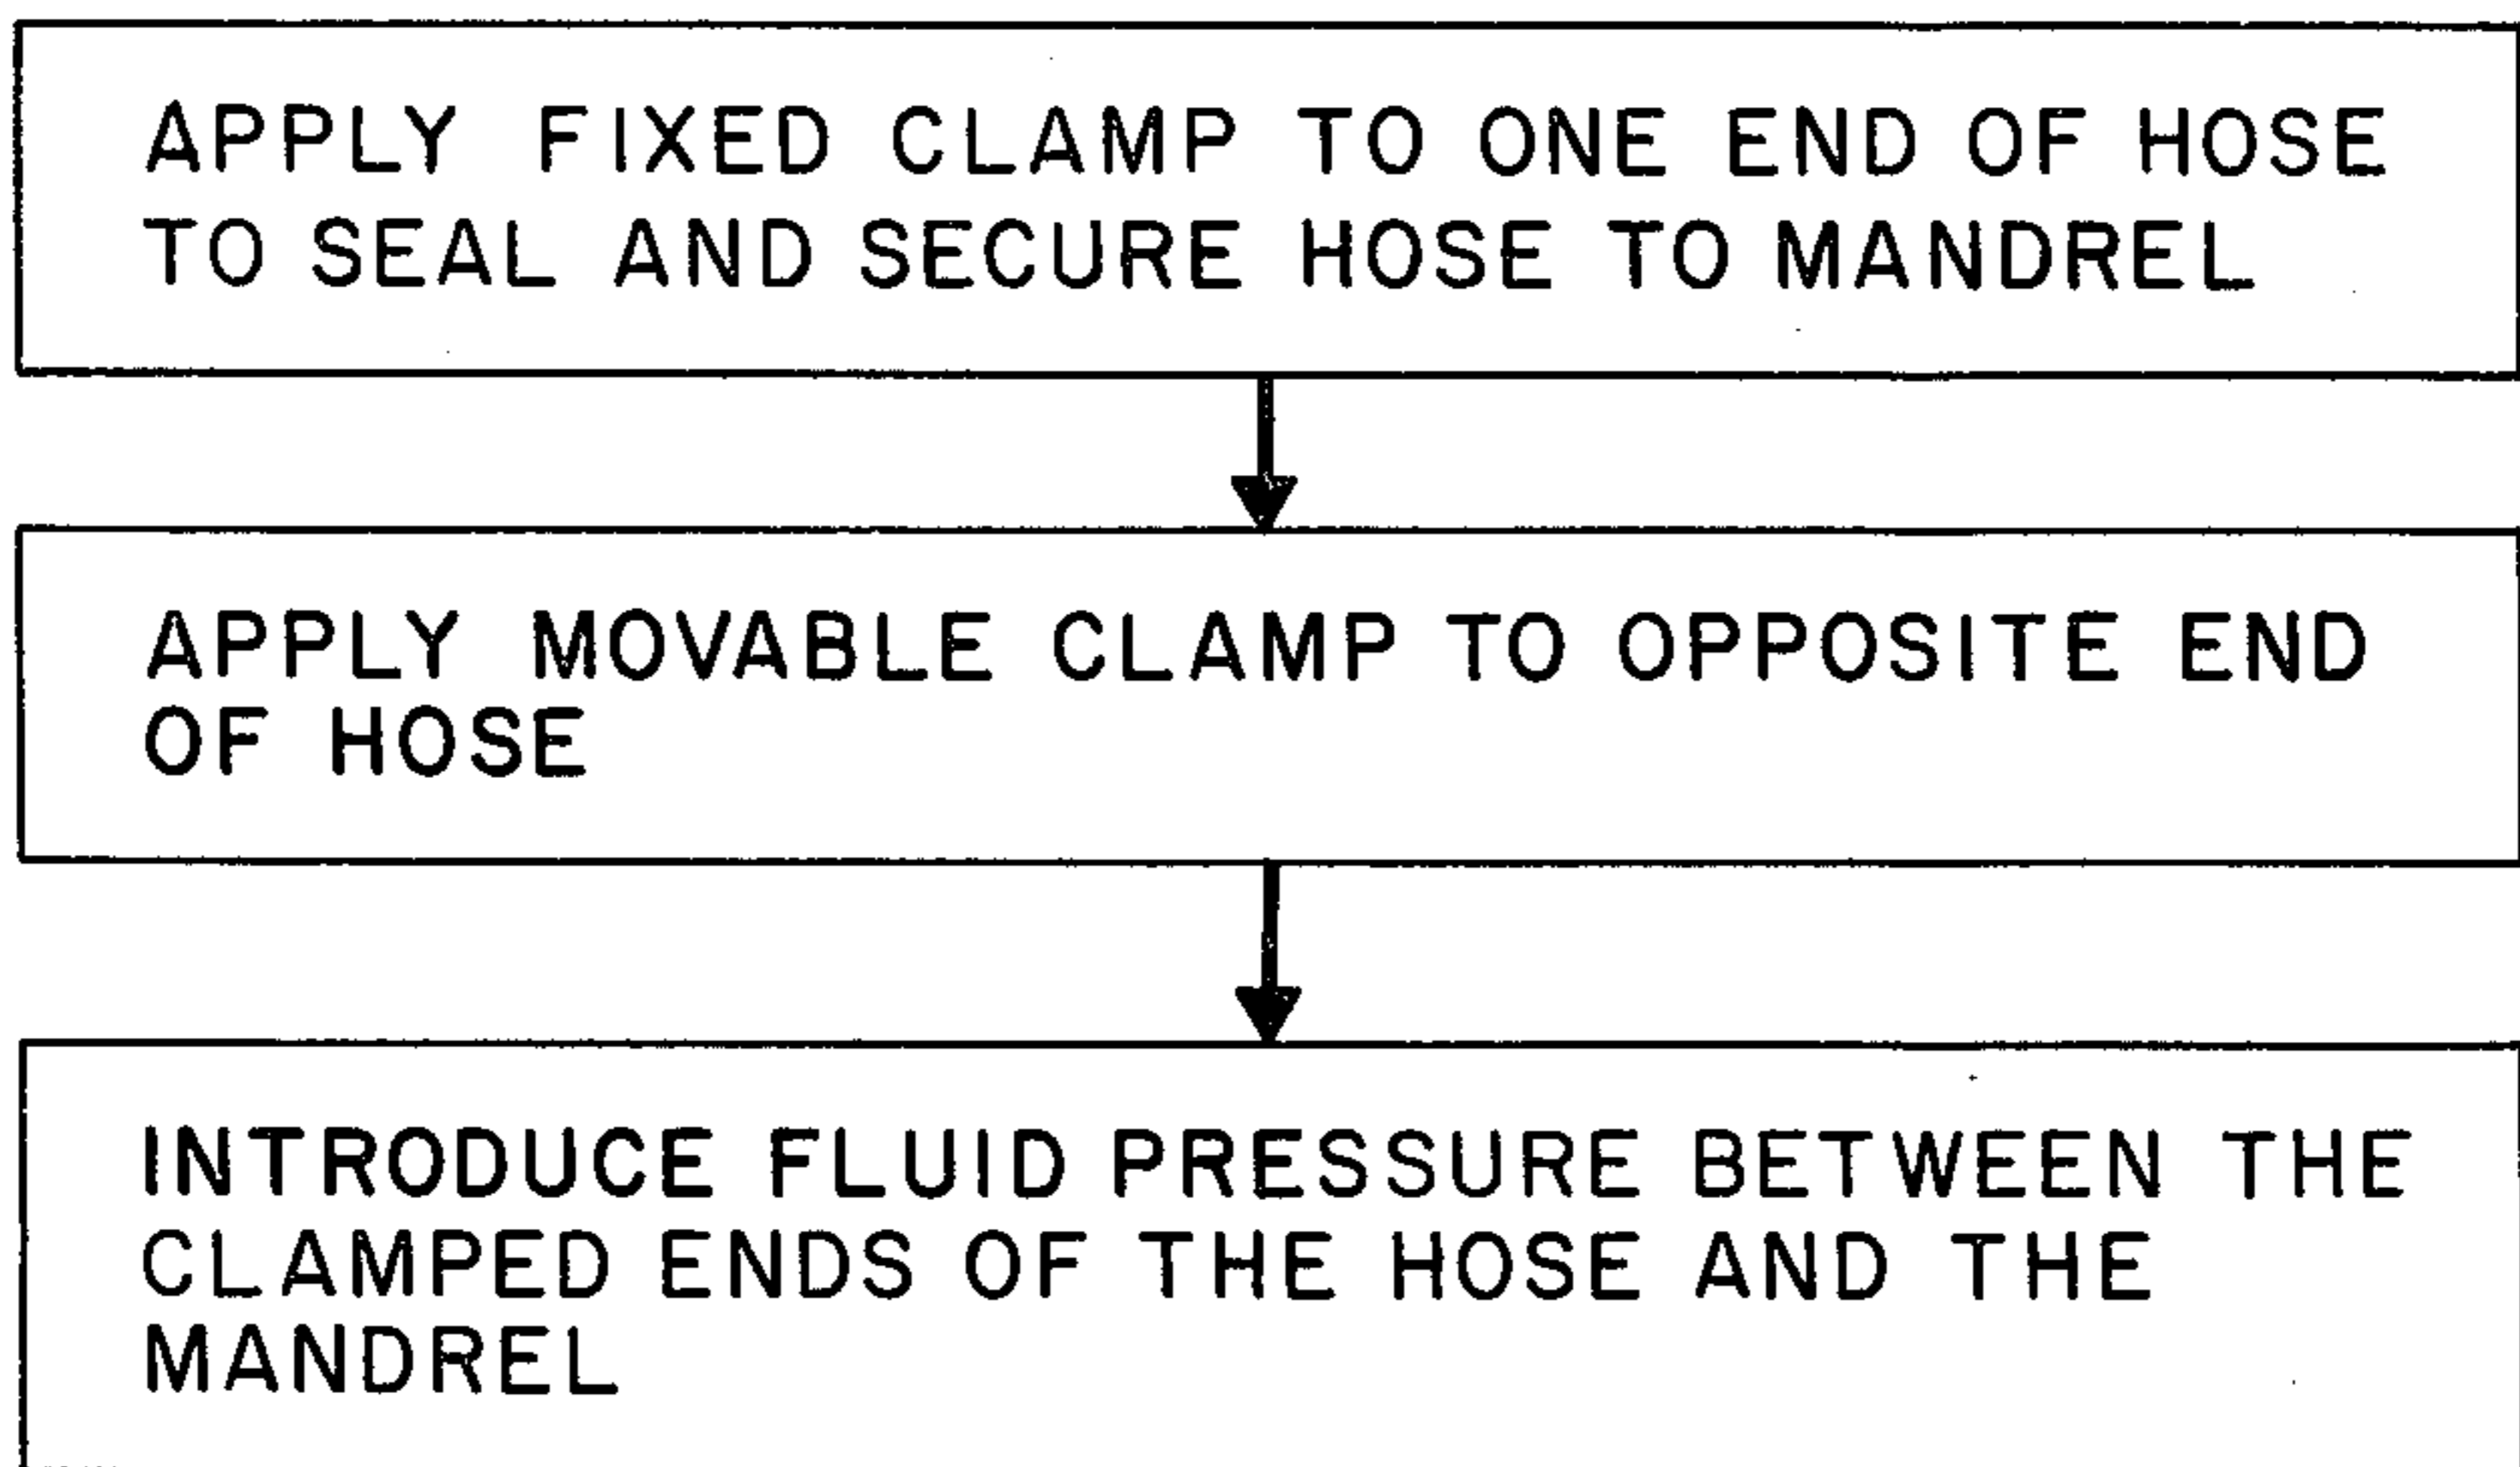 APPLY FIXED CLAMP TO ONE END OF HOSE
TO SEAL AND SECURE HOSE TO MANDREL
APPLY MOVABLE CLAMP TO OPPOSITE END
OF HOSE
INTRODUCE FLUID PRESSURE BETWEEN THE
CLAMPED ENDS OF THE HOSE AND THE
MANDREL